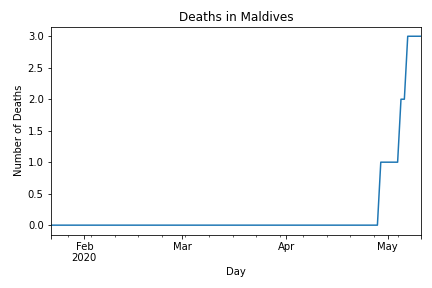 Deaths in Maldives
Number of Deaths
3.0
2.5
2.0
1.5
1.0
0.5
0.0
Feb
2020
Mar
Apr
May
Day